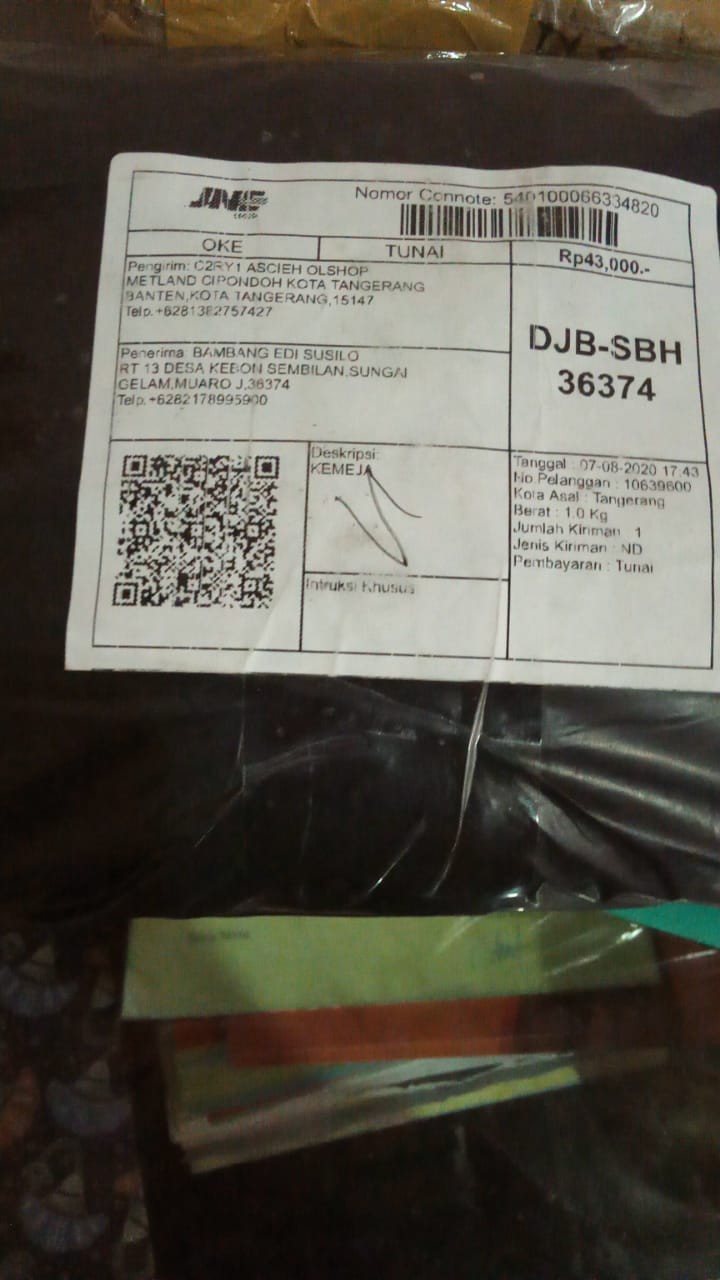 JNE
Nomor Connote: 540100066334820
OKE
TUNAI
Rp43,000.-
Pengirim: C2RY1 ASCIEH OLSHOP
METLAND CIPONDOH KOTA TANGERANG
BANTEN,KOTA TANGERANG,15147
Telp.+6281382757427
DJB-SBH
36374
Penerima: BAMBANG EDI SUSILO
RT 13 DESA KEBON SEMBILAN,SUNGAI
GELAM,MUARO J,36374
Telp.+6282178995900
Deskripsi:
KEMEJA
Intruksi Khusus
Tanggal : 07-08-2020 17:43
No.Pelanggan : 10639600
Kota Asal : Tangerang
Berat : 1.0 Kg
Jumlah Kiriman : 1
Jenis Kiriman : ND
Pembayaran : Tunai